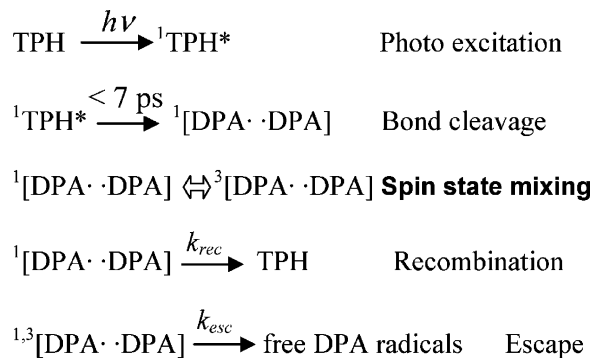 TPH hν → ¹TPH* Photo excitation
¹TPH* < 7 ps → ¹[DPA· ·DPA] Bond cleavage
¹[DPA· ·DPA] ⇔ ³[DPA· ·DPA] Spin state mixing
¹[DPA· ·DPA] k_rec → TPH Recombination
¹,³[DPA· ·DPA] k_esc → free DPA radicals Escape